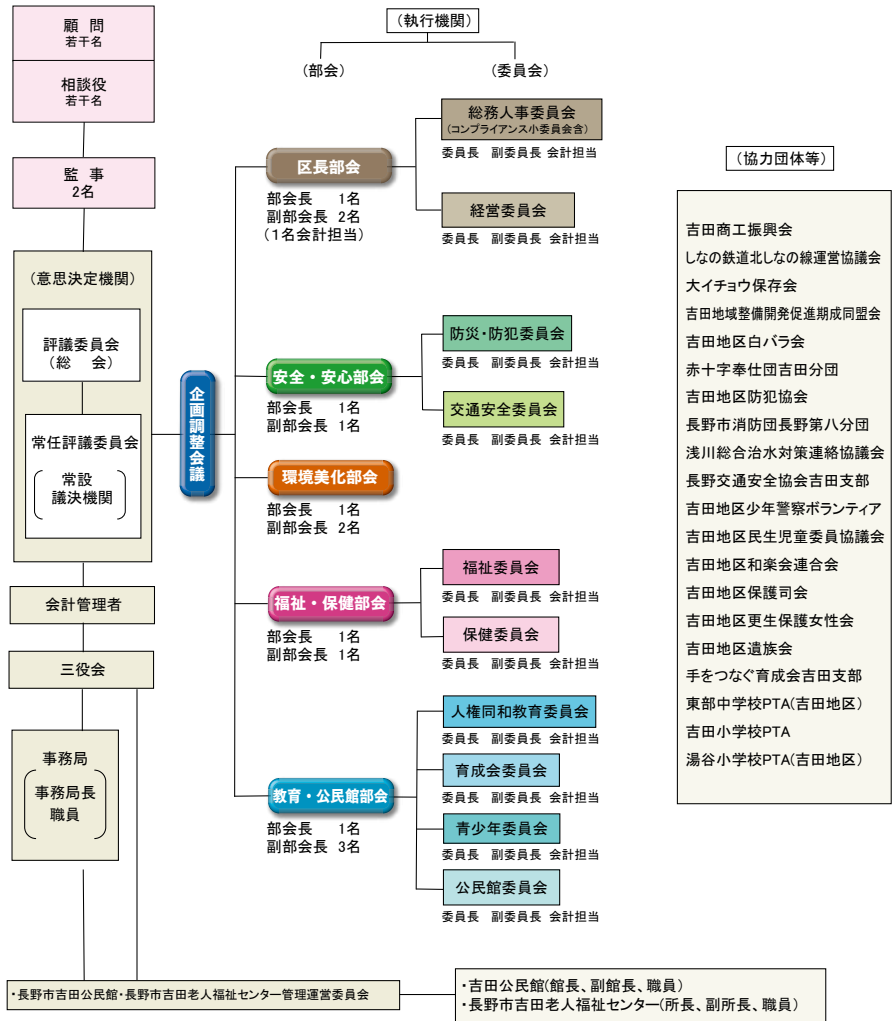 顧 問
若干名
相談役
若干名
監 事
2名
(意思決定機関)
評議委員会
(総 会)
常任評議委員会
常設
議決機関
会計管理者
三役会
事務局
事務局長
職員
企画調整会議
(執行機関)
(部会)
(委員会)
区長部会
部会長 1名
副部会長 2名
(1名会計担当)
総務人事委員会
(コンプライアンス小委員会含)
委員長 副委員長 会計担当
経営委員会
委員長 副委員長 会計担当
安全・安心部会
部会長 1名
副部会長 1名
防災・防犯委員会
委員長 副委員長 会計担当
交通安全委員会
委員長 副委員長 会計担当
環境美化部会
部会長 1名
副部会長 2名
福祉・保健部会
部会長 1名
副部会長 1名
福祉委員会
委員長 副委員長 会計担当
保健委員会
委員長 副委員長 会計担当
教育・公民館部会
部会長 1名
副部会長 3名
人権同和教育委員会
委員長 副委員長 会計担当
育成会委員会
委員長 副委員長 会計担当
青少年委員会
委員長 副委員長 会計担当
公民館委員会
委員長 副委員長 会計担当
(協力団体等)
吉田商工振興会
しなの鉄道北しなの線運営協議会
大イチョウ保存会
吉田地域整備開発促進期成同盟会
吉田地区白バラ会
赤十字奉仕団吉田分団
吉田地区防犯協会
長野市消防団長野第八分団
浅川総合治水対策連絡協議会
長野交通安全協会吉田支部
吉田地区少年警察ボランティア
吉田地区民生児童委員協議会
吉田地区和楽会連合会
吉田地区保護司会
吉田地区更生保護女性会
吉田地区遺族会
手をつなぐ育成会吉田支部
東部中学校PTA(吉田地区)
吉田小学校PTA
湯谷小学校PTA(吉田地区)
・長野市吉田公民館・長野市吉田老人福祉センター管理運営委員会
・吉田公民館(館長、副館長、職員)
・長野市吉田老人福祉センター(所長、副所長、職員)